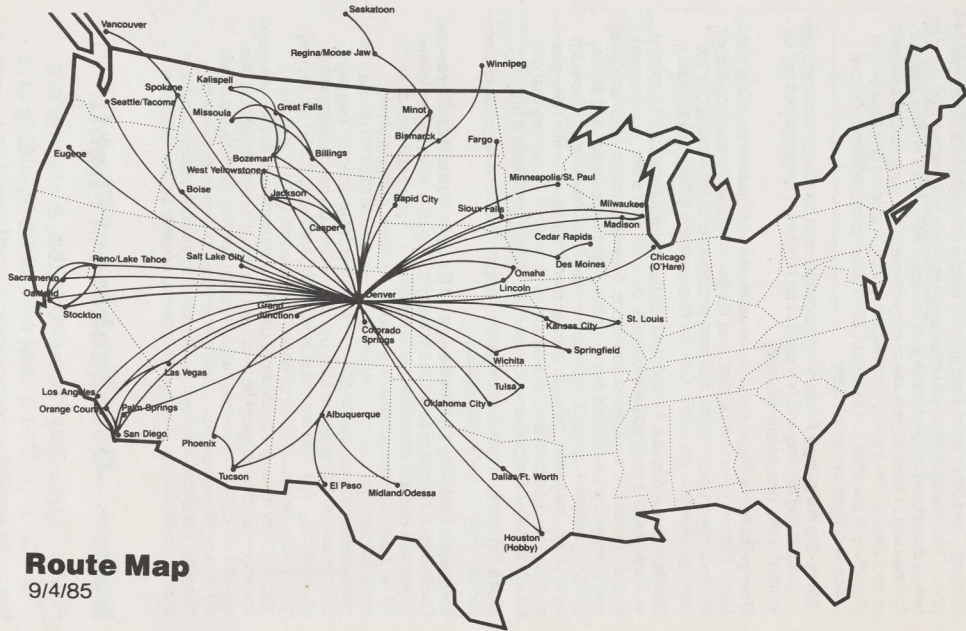 Saskatoon
Vancouver
Regina/Moose Jaw
Winnipeg
Spokane
Kalispell
Seattle/Tacoma
Great Falls
Missoula
Minot
Bismarck
Fargo
Eugene
Bozeman
Billings
West Yellowstone
Minneapolis/St. Paul
Boise
Jackson
Rapid City
Sioux Falls
Milwaukee
Madison
Casper
Cedar Rapids
Reno/Lake Tahoe
Salt Lake City
Des Moines
Chicago
(O'Hare)
Sacramento
Omaha
Oakland
Lincoln
Denver
Stockton
Grand
Junction
Colorado
Springs
Kansas City
St. Louis
Springfield
Wichita
Las Vegas
Los Angeles
Tulsa
Orange County
Palm Springs
Oklahoma City
Albuquerque
San Diego
Phoenix
Tucson
El Paso
Midland/Odessa
Dallas/Ft. Worth
Houston
(Hobby)
Route Map
9/4/85